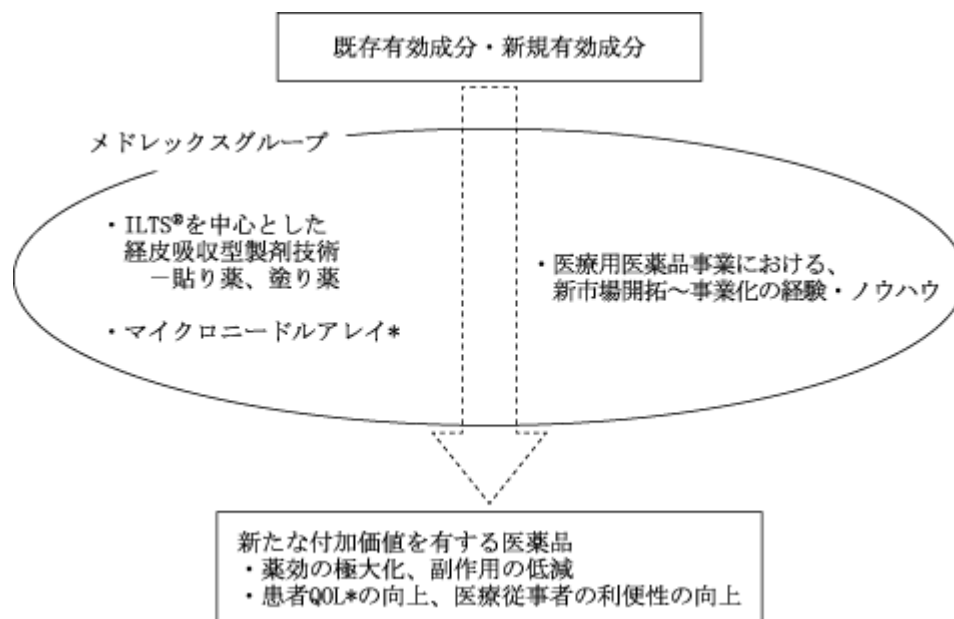 既存有効成分・新規有効成分
メドレックスグループ
・ILTS®を中心とした
経皮吸収型製剤技術
－貼り薬、塗り薬
・マイクロニードルアレイ*
・医療用医薬品事業における、
新市場開拓～事業化の経験・ノウハウ
新たな付加価値を有する医薬品
・薬効の極大化、副作用の低減
・患者QOL*の向上、医療従事者の利便性の向上